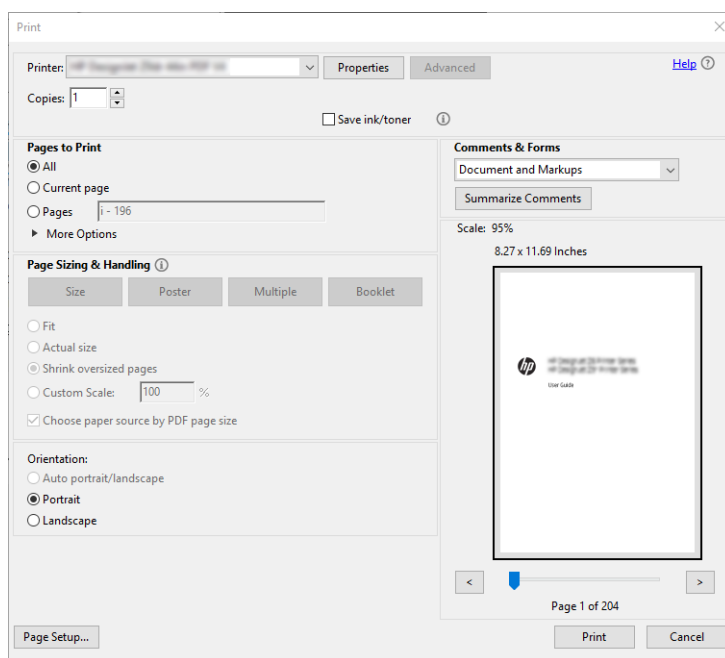 Print
Printer: Properties Advanced Help
Copies: 1
Save ink/toner
Pages to Print
All
Current page
Pages i - 196
More Options
Comments & Forms
Document and Markups
Summarize Comments
Scale: 95%
8.27 x 11.69 Inches
Page Sizing & Handling
Size Poster Multiple Booklet
Fit
Actual size
Shrink oversized pages
Custom Scale: 100 %
Choose paper source by PDF page size
Orientation:
Auto portrait/landscape
Portrait
Landscape
hp
User Guide
< >
Page 1 of 204
Page Setup... Print Cancel